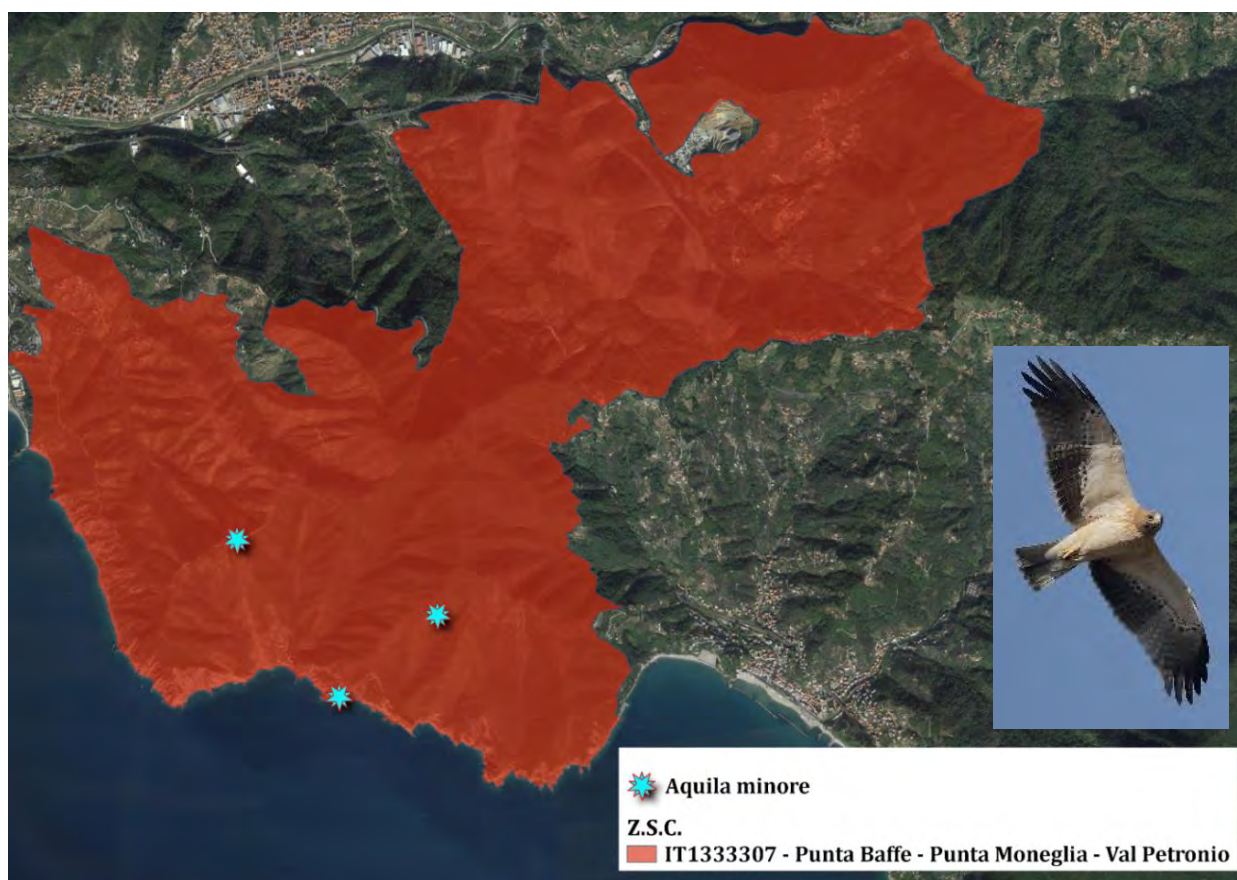 Aquila minore
Z.S.C.
IT1333307 - Punta Baffe - Punta Moneglia - Val Petronio